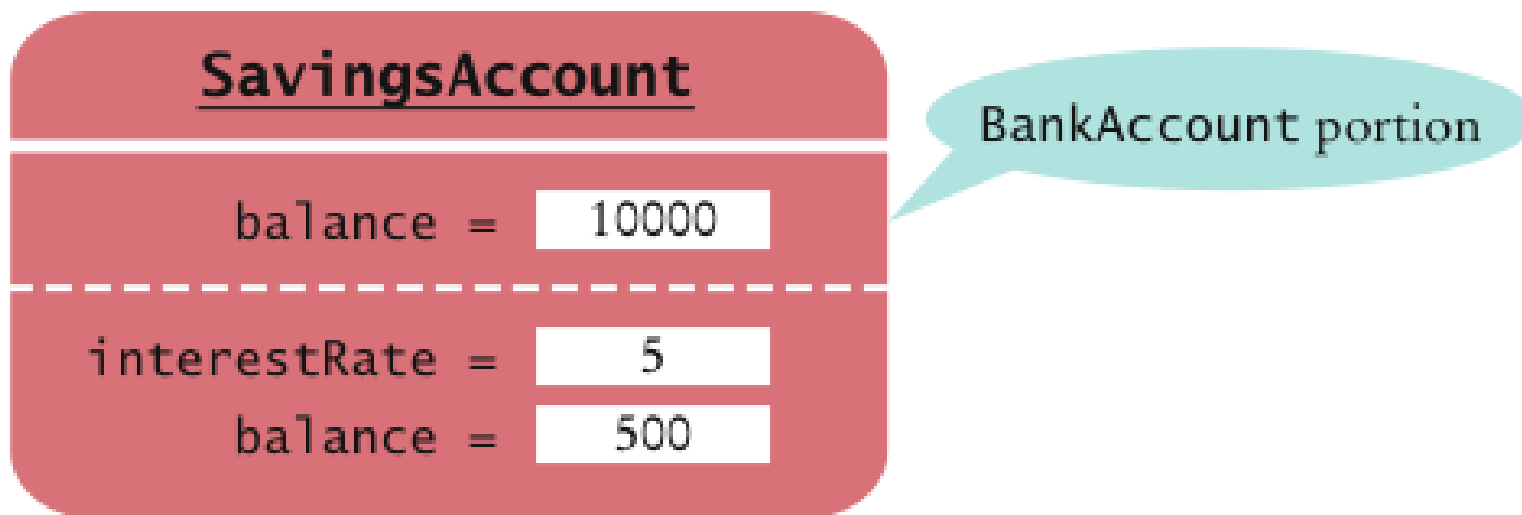 SavingsAccount
BankAccount portion
balance = 10000
interestRate = 5
balance = 500